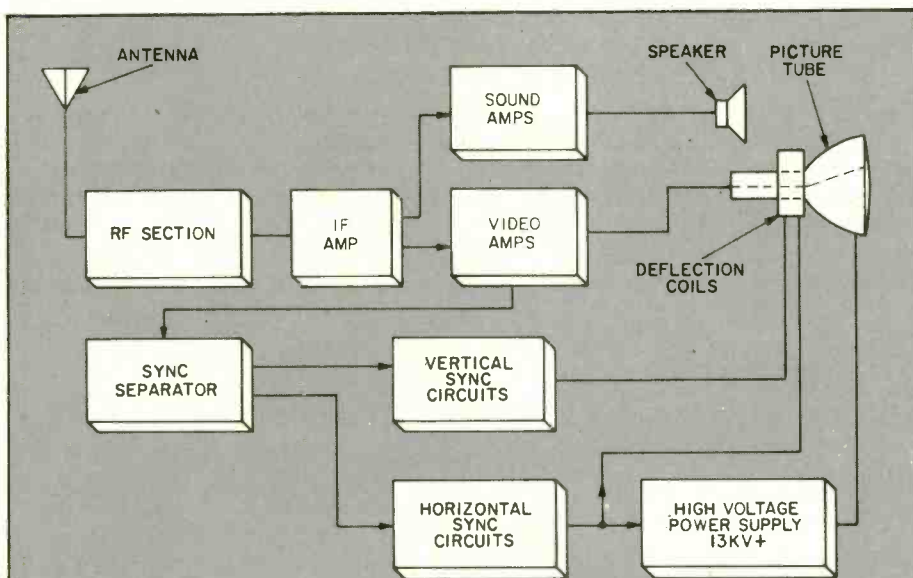 ANTENNA
SPEAKER
PICTURE
TUBE
SOUND
AMPS
RF SECTION
IF
AMP
VIDEO
AMPS
DEFLECTION
COILS
SYNC
SEPARATOR
VERTICAL
SYNC
CIRCUITS
HORIZONTAL
SYNC
CIRCUITS
HIGH VOLTAGE
POWER SUPPLY
13KV+